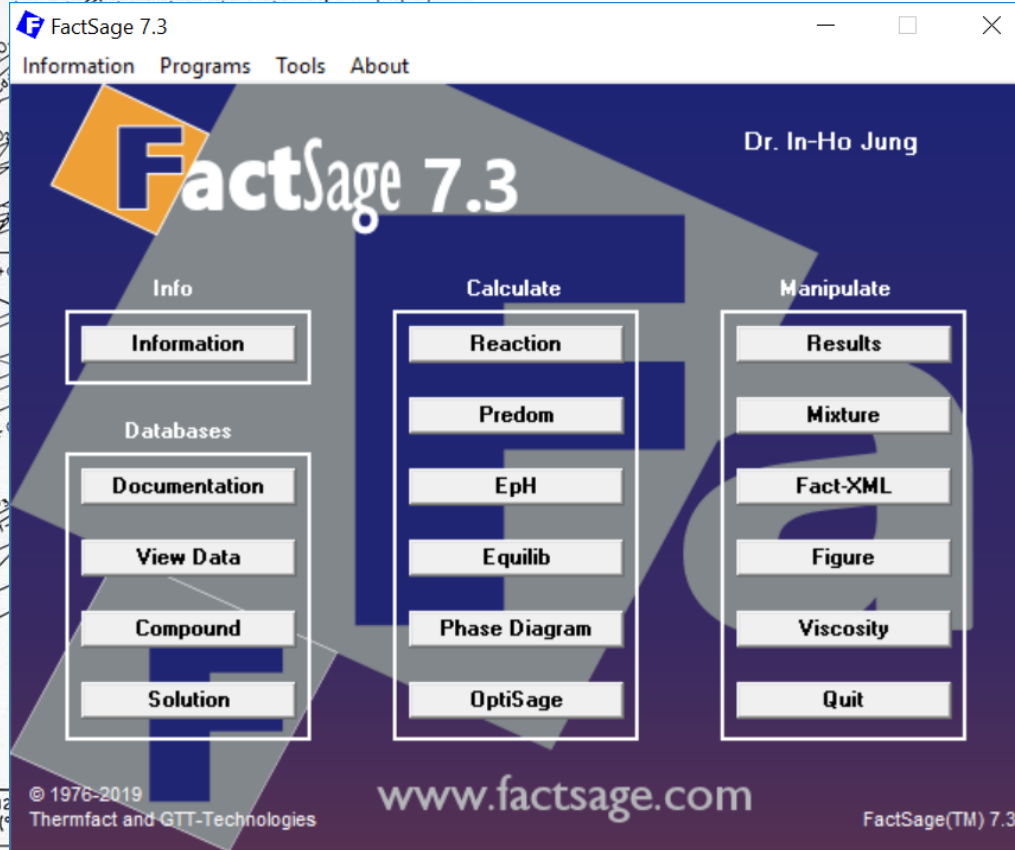 FactSage 7.3
Information Programs Tools About
FactSage 7.3
Dr. In-Ho Jung
Info
Information
Databases
Documentation
View Data
Compound
Solution
Calculate
Reaction
Predom
EpH
Equilib
Phase Diagram
OptiSage
Manipulate
Results
Mixture
Fact-XML
Figure
Viscosity
Quit
© 1976-2019
Thermfact and GTT-Technologies
www.factsage.com
FactSage(TM) 7.3